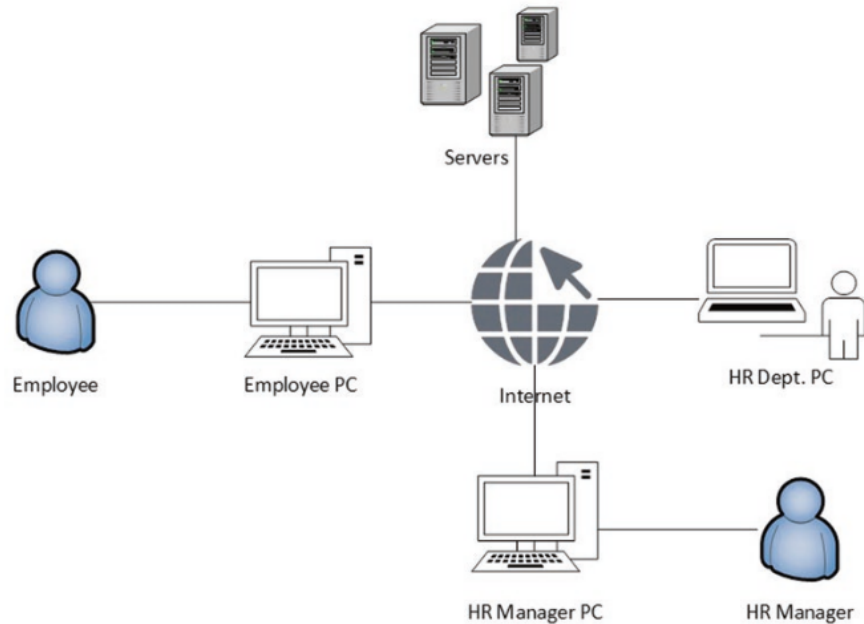 Servers
Employee
Employee PC
Internet
HR Dept. PC
HR Manager PC
HR Manager